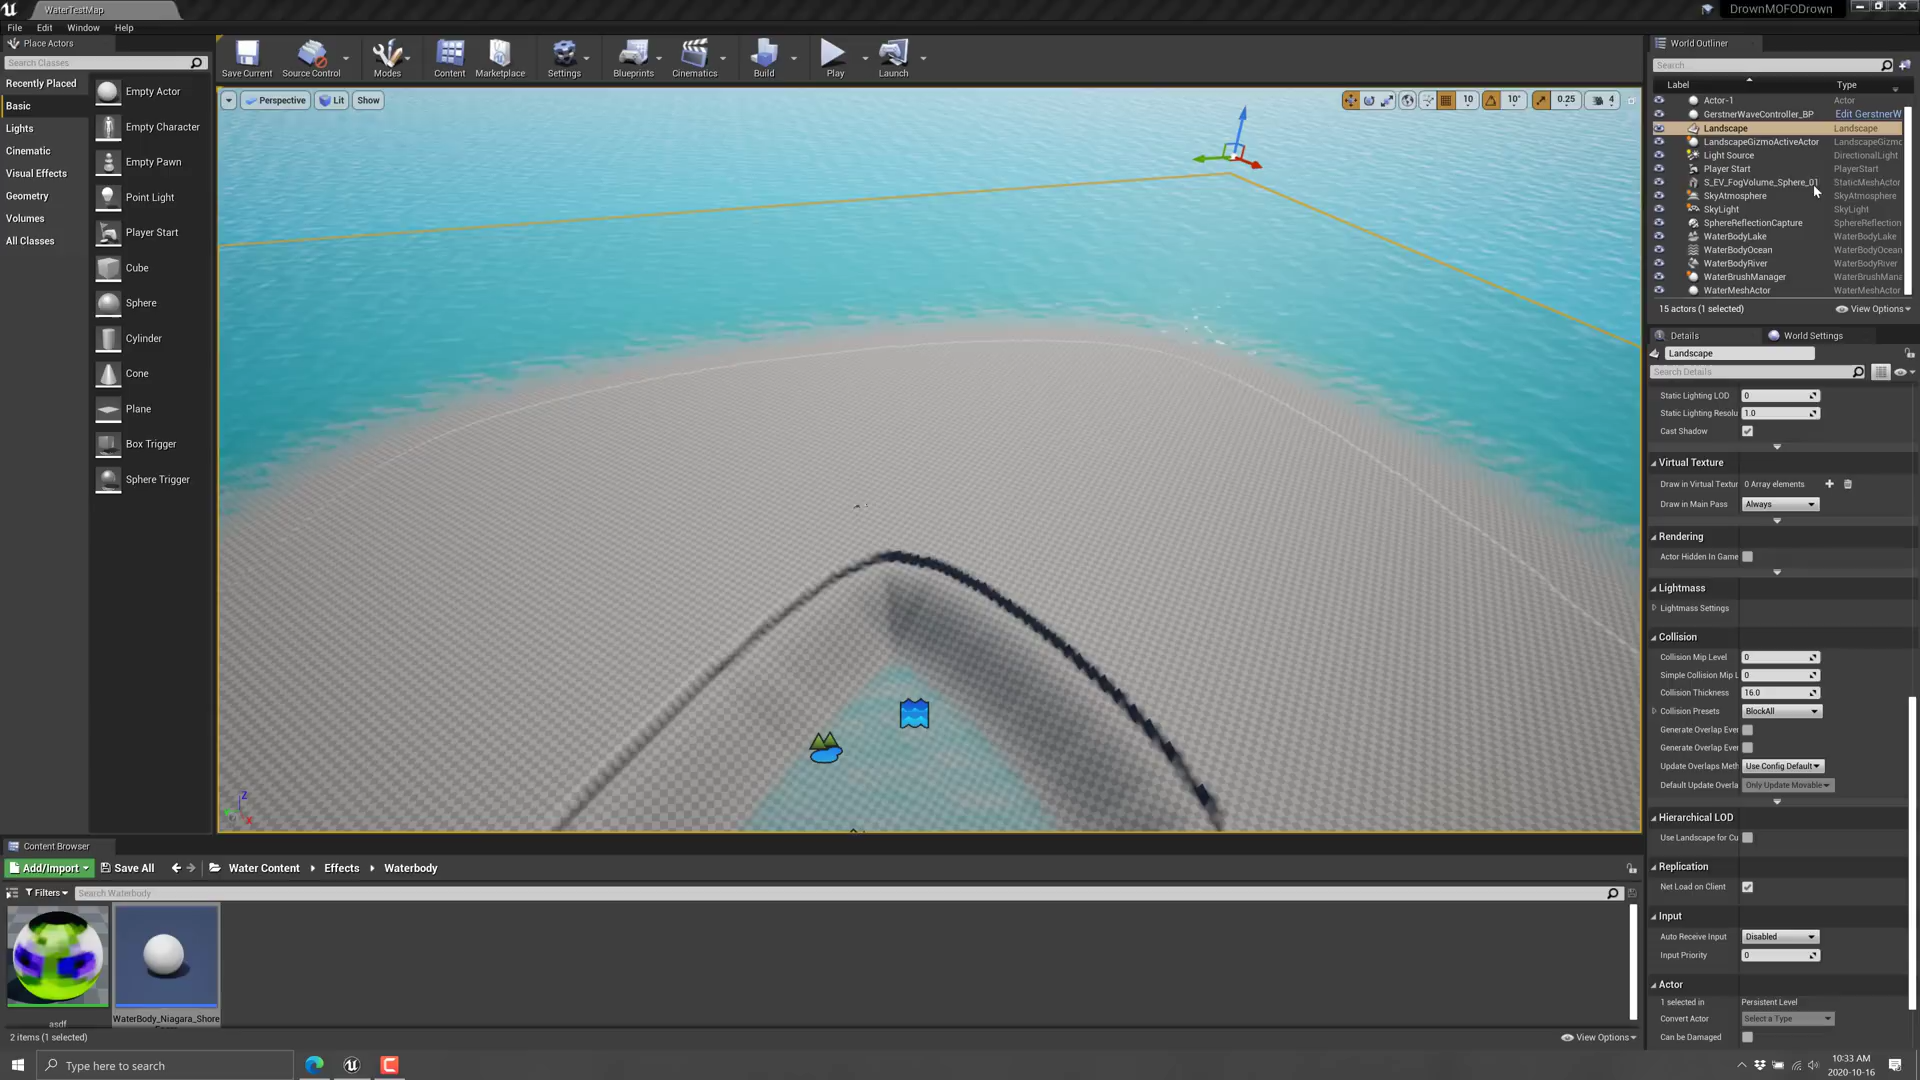 WaterTestMap
DrownMOFODrown
File Edit Window Help
Place Actors
Search Classes
Recently Placed
Basic
Lights
Cinematic
Visual Effects
Geometry
Volumes
All Classes
Empty Actor
Empty Character
Empty Pawn
Point Light
Player Start
Cube
Sphere
Cylinder
Cone
Plane
Box Trigger
Sphere Trigger
Save Current Source Control Modes Content Marketplace Settings Blueprints Cinematics Build Play Launch
Perspective Lit Show
10 10° 0.25 4
Z
X
World Outliner
Search...
Label Type
Actor-1 Actor
GerstnerWaveController_BP Edit GerstnerW
Landscape Landscape
LandscapeGizmoActiveActor LandscapeGizmo
Light Source DirectionalLight
Player Start PlayerStart
S_EV_FogVolume_Sphere_01 StaticMeshActor
SkyAtmosphere SkyAtmosphere
SkyLight SkyLight
SphereReflectionCapture SphereReflection
WaterBodyLake WaterBodyLake
WaterBodyOcean WaterBodyOcean
WaterBodyRiver WaterBodyRiver
WaterBrushManager WaterBrushMana
WaterMeshActor WaterMeshActor
15 actors (1 selected) View Options
Details World Settings
Landscape
Search Details
Static Lighting LOD 0
Static Lighting Resolu 1.0
Cast Shadow
Virtual Texture
Draw in Virtual Textur 0 Array elements
Draw in Main Pass Always
Rendering
Actor Hidden In Game
Lightmass
Lightmass Settings
Collision
Collision Mip Level 0
Simple Collision Mip L 0
Collision Thickness 16.0
Collision Presets BlockAll
Generate Overlap Ever
Generate Overlap Ever
Update Overlaps Meth Use Config Default
Default Update Overla Only Update Movable
Hierarchical LOD
Use Landscape for Cu
Replication
Net Load on Client
Input
Auto Receive Input Disabled
Input Priority 0
Actor
1 selected in Persistent Level
Convert Actor Select a Type
Can be Damaged
Content Browser
Add/Import Save All Water Content Effects Waterbody
Filters Search Waterbody
asdf
WaterBody_Niagara_Shore
2 items (1 selected) View Options
Type here to search
10:33 AM
2020-10-16